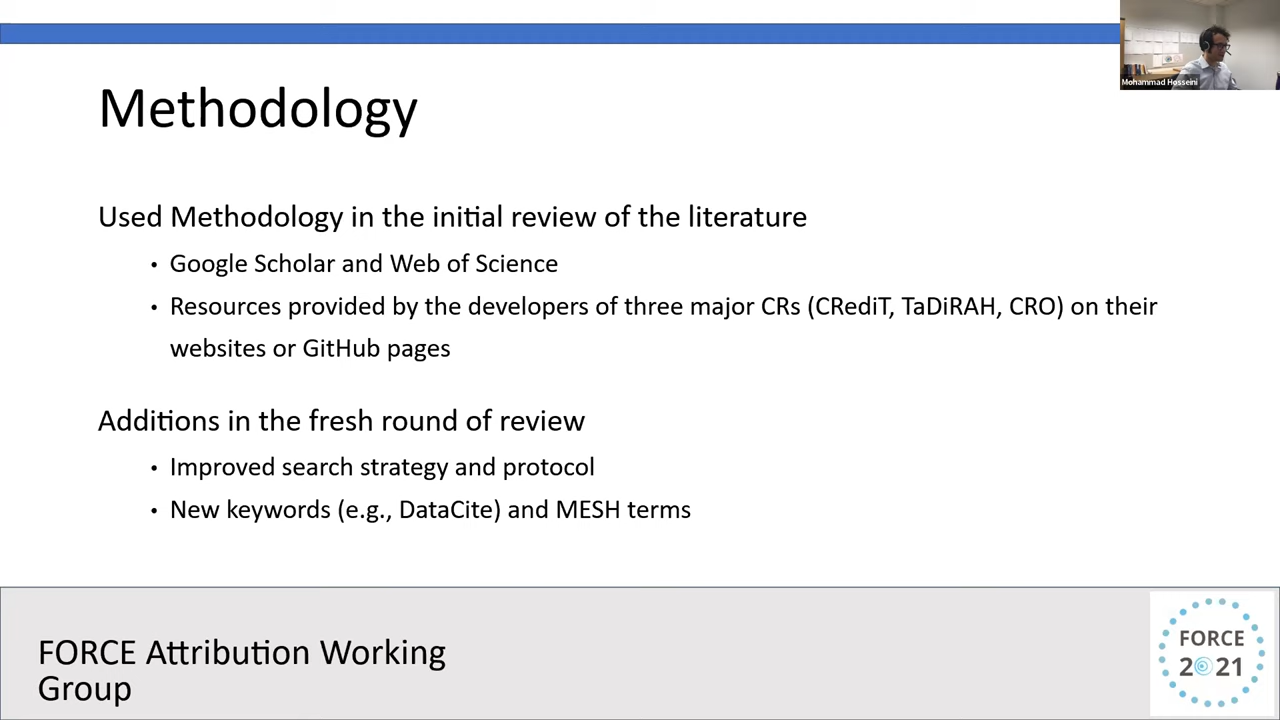 Mohammad Hosseini
Methodology
Used Methodology in the initial review of the literature
• Google Scholar and Web of Science
• Resources provided by the developers of three major CRs (CRediT, TaDiRAH, CRO) on their
websites or GitHub pages
Additions in the fresh round of review
• Improved search strategy and protocol
• New keywords (e.g., DataCite) and MESH terms
FORCE Attribution Working
Group
FORCE
2021